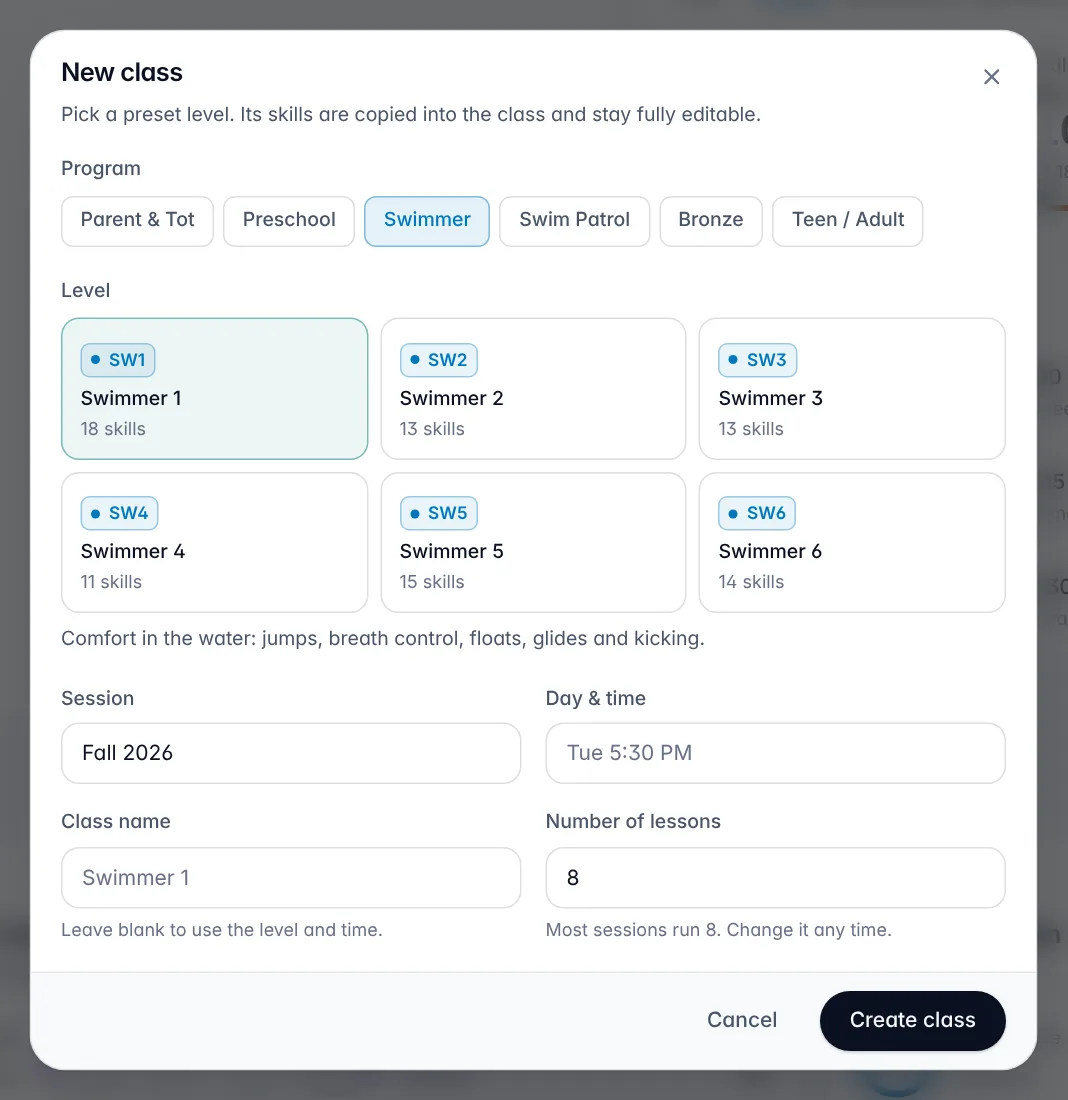 New class
Pick a preset level. Its skills are copied into the class and stay fully editable.
Program
Parent & Tot
Preschool
Swimmer
Swim Patrol
Bronze
Teen / Adult
Level
SW1
Swimmer 1
18 skills
SW2
Swimmer 2
13 skills
SW3
Swimmer 3
13 skills
SW4
Swimmer 4
11 skills
SW5
Swimmer 5
15 skills
SW6
Swimmer 6
14 skills
Comfort in the water: jumps, breath control, floats, glides and kicking.
Session
Day & time
Fall 2026
Tue 5:30 PM
Class name
Number of lessons
Swimmer 1
8
Leave blank to use the level and time.
Most sessions run 8. Change it any time.
Cancel
Create class